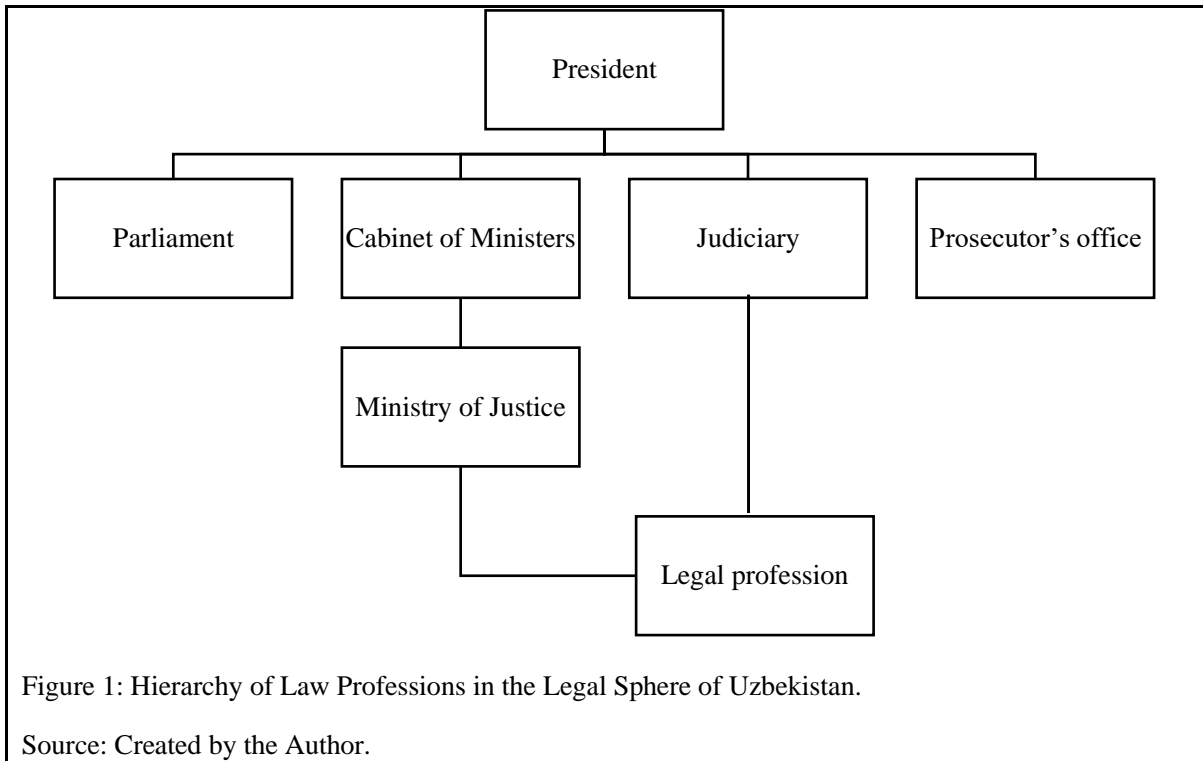 President
Parliament
Cabinet of Ministers
Judiciary
Prosecutor’s office
Ministry of Justice
Legal profession
Figure 1: Hierarchy of Law Professions in the Legal Sphere of Uzbekistan.
Source: Created by the Author.